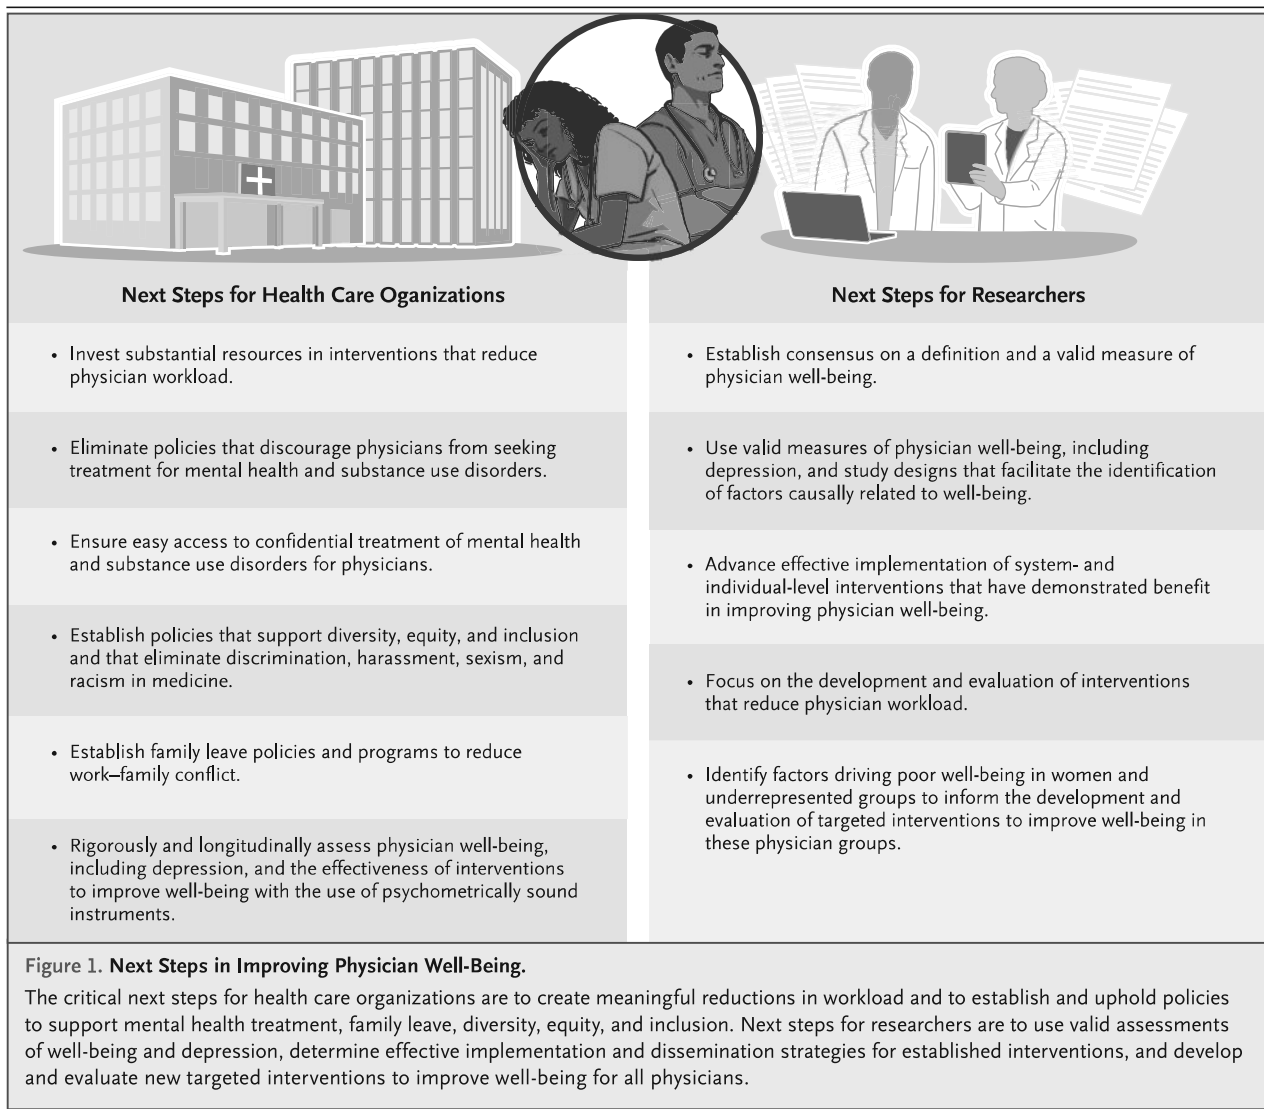 Next Steps for Health Care Oganizations
• Invest substantial resources in interventions that reduce
physician workload.
• Eliminate policies that discourage physicians from seeking
treatment for mental health and substance use disorders.
• Ensure easy access to confidential treatment of mental health
and substance use disorders for physicians.
• Establish policies that support diversity, equity, and inclusion
and that eliminate discrimination, harassment, sexism, and
racism in medicine.
• Establish family leave policies and programs to reduce
work–family conflict.
• Rigorously and longitudinally assess physician well-being,
including depression, and the effectiveness of interventions
to improve well-being with the use of psychometrically sound
instruments.
Next Steps for Researchers
• Establish consensus on a definition and a valid measure of
physician well-being.
• Use valid measures of physician well-being, including
depression, and study designs that facilitate the identification
of factors causally related to well-being.
• Advance effective implementation of system- and
individual-level interventions that have demonstrated benefit
in improving physician well-being.
• Focus on the development and evaluation of interventions
that reduce physician workload.
• Identify factors driving poor well-being in women and
underrepresented groups to inform the development and
evaluation of targeted interventions to improve well-being in
these physician groups.
Figure 1. Next Steps in Improving Physician Well-Being.
The critical next steps for health care organizations are to create meaningful reductions in workload and to establish and uphold policies
to support mental health treatment, family leave, diversity, equity, and inclusion. Next steps for researchers are to use valid assessments
of well-being and depression, determine effective implementation and dissemination strategies for established interventions, and develop
and evaluate new targeted interventions to improve well-being for all physicians.